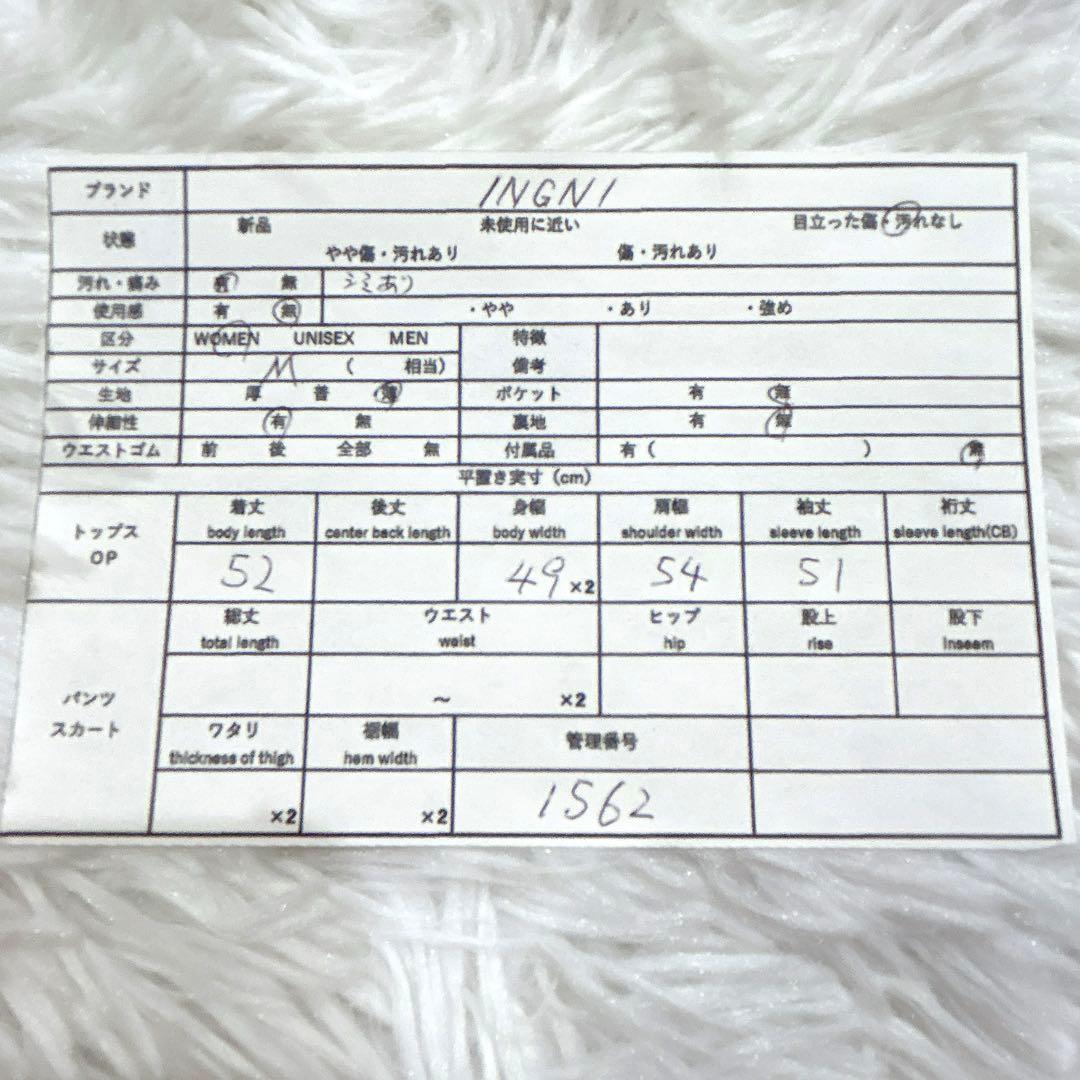 ブランド INGNI
状態 新品 未使用に近い 目立った傷・汚れなし
やや傷・汚れあり 傷・汚れあり
汚れ・痛み 有 無 シミあり
使用感 有 無 ・やや ・あり ・強め
区分 WOMEN UNISEX MEN 特徴
サイズ M ( 相当) 備考
生地 厚 普 薄 ポケット 有 無
伸縮性 有 無 裏地 有 無
ウエストゴム 前 後 全部 無 付属品 有 ( ) 無
平置き実寸 (cm)
トップス
OP
着丈 後丈 身幅 肩幅 袖丈 裄丈
body length center back length body width shoulder width sleeve length sleeve length(CB)
52 49 ×2 54 51
パンツ
スカート
総丈 ウエスト ヒップ 股上 股下
total length waist hip rise inseem
~ ×2
ワタリ 裾幅 管理番号
thickness of thigh hem width
×2 ×2 1562